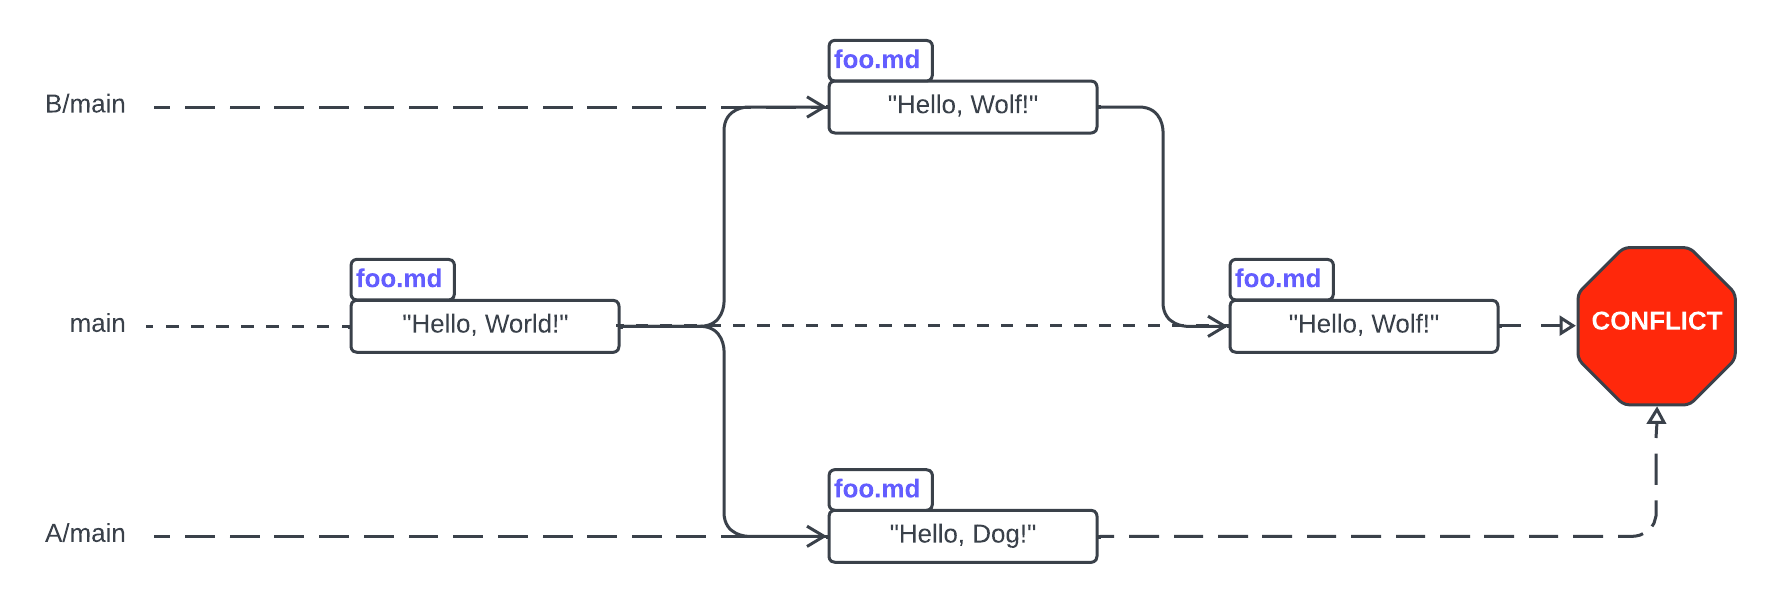 foo.md
B/main
"Hello, Wolf!"
foo.md
foo.md
main
"Hello, World!"
"Hello, Wolf!"
CONFLICT
foo.md
A/main
"Hello, Dog!"